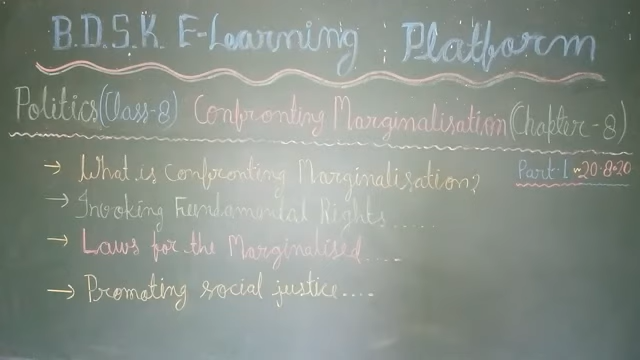 B.D.S.K. E-Learning Platform
Politics (Class-8) Confronting Marginalisation (Chapter-8)
Part-1 20.8.20
→ What is Confronting Marginalisation?
→ Invoking Fundamental Rights.....
→ Laws for the Marginalised....
→ Promoting social justice....